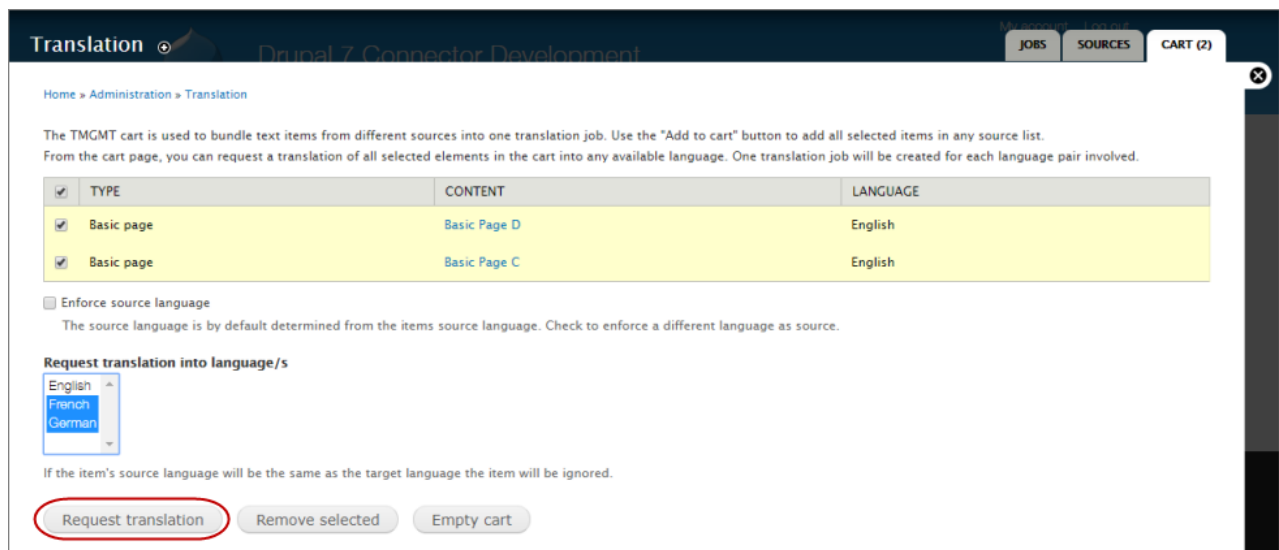 My account Log out
Translation
Drupal 7 Connector Development
JOBS SOURCES CART (2)
Home » Administration » Translation
The TMGMT cart is used to bundle text items from different sources into one translation job. Use the "Add to cart" button to add all selected items in any source list.
From the cart page, you can request a translation of all selected elements in the cart into any available language. One translation job will be created for each language pair involved.
TYPE CONTENT LANGUAGE
Basic page Basic Page D English
Basic page Basic Page C English
Enforce source language
The source language is by default determined from the items source language. Check to enforce a different language as source.
Request translation into language/s
English
French
German
If the item's source language will be the same as the target language the item will be ignored.
Request translation Remove selected Empty cart